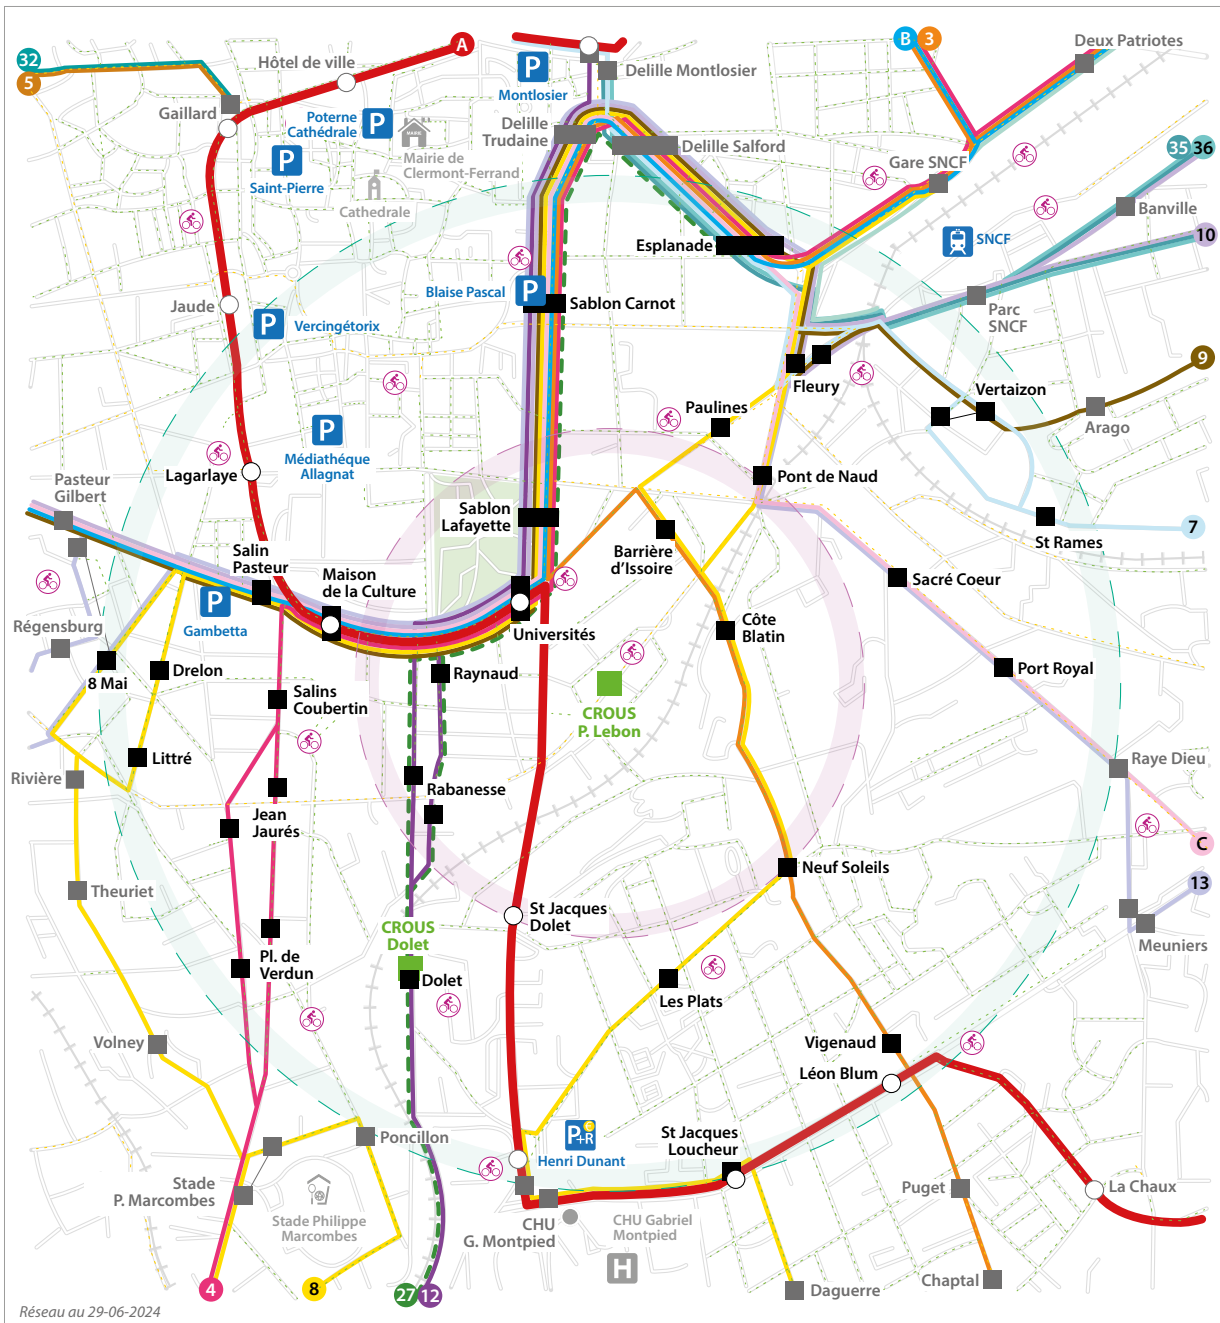 A
B
3
32
5
Hôtel de ville
Deux Patriotes
P
Montlosier
Delille Montlosier
Gaillard
Poterne
Cathédrale
P
MAIRIE
Mairie de
Clermont-Ferrand
Delille
Trudaine
Delille Salford
35
36
P
Saint-Pierre
Gare SNCF
Cathedrale
Banville
10
Esplanade
SNCF
Jaude
P
Vercingétorix
Blaise Pascal
P
Sablon Carnot
Parc
SNCF
Fleury
9
Vertaizon
Paulines
Arago
P
Médiathéque
Allagnat
Lagarlaye
Pasteur
Gilbert
Pont de Naud
Sablon
Lafayette
7
St Rames
Barrière
d'Issoire
Salin
Pasteur
Maison
de la Culture
Sacré Coeur
P
Gambetta
Régensburg
Universités
Côte
Blatin
8 Mai
Drelon
Raynaud
Port Royal
Salins
Coubertin
CROUS
P. Lebon
Littré
Rivière
Raye Dieu
Rabanesse
Jean
Jaurés
C
Neuf Soleils
13
Theuriet
St Jacques
Dolet
CROUS
Dolet
Meuniers
Pl. de
Verdun
Dolet
Les Plats
Volney
Vigenaud
Léon Blum
P+R
Henri Dunant
St Jacques
Loucheur
Poncillon
Stade
P. Marcombes
Puget
La Chaux
Stade Philippe
Marcombes
CHU
G. Montpied
CHU Gabriel
Montpied
H
Chaptal
Daguerre
4
8
27
12
Réseau au 29-06-2024